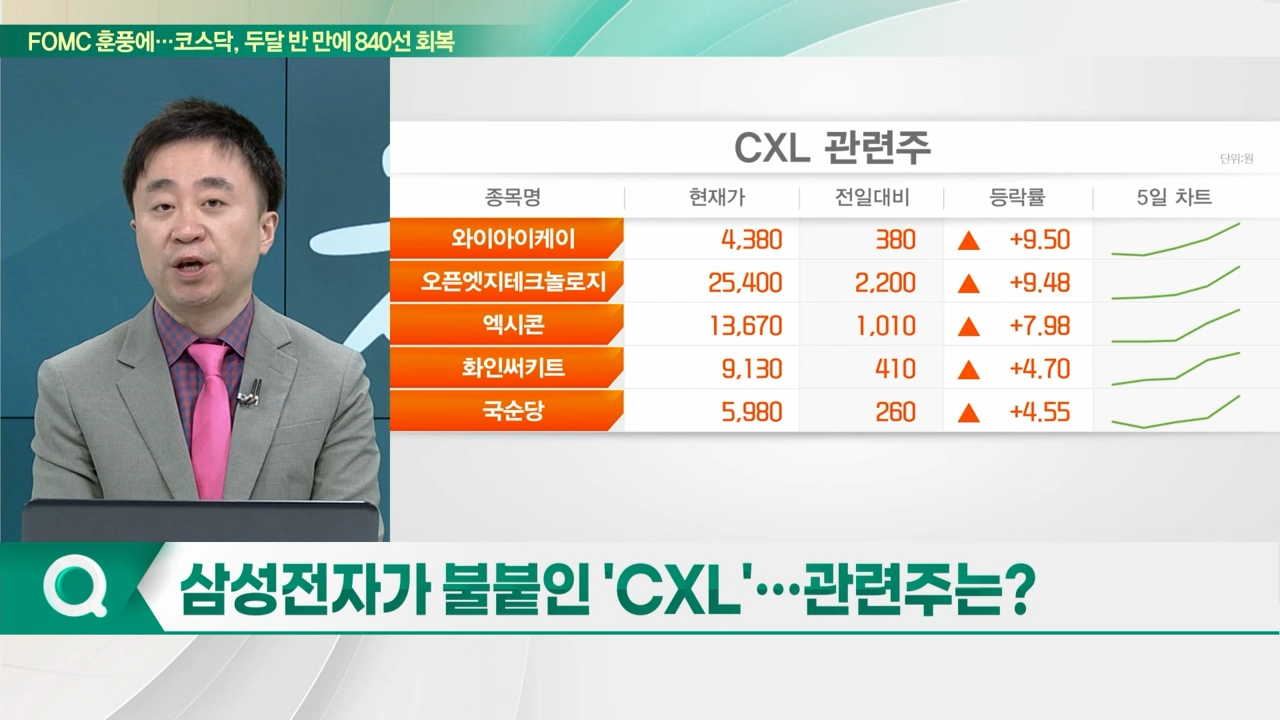 FOMC 훈풍에…코스닥, 두달 반 만에 840선 회복
CXL 관련주
단위:원
종목명 현재가 전일대비 등락률 5일 차트
와이아이케이 4,380 380 ▲ +9.50
오픈엣지테크놀로지 25,400 2,200 ▲ +9.48
엑시콘 13,670 1,010 ▲ +7.98
화인써키트 9,130 410 ▲ +4.70
국순당 5,980 260 ▲ +4.55
Q 삼성전자가 불붙인 'CXL'…관련주는?